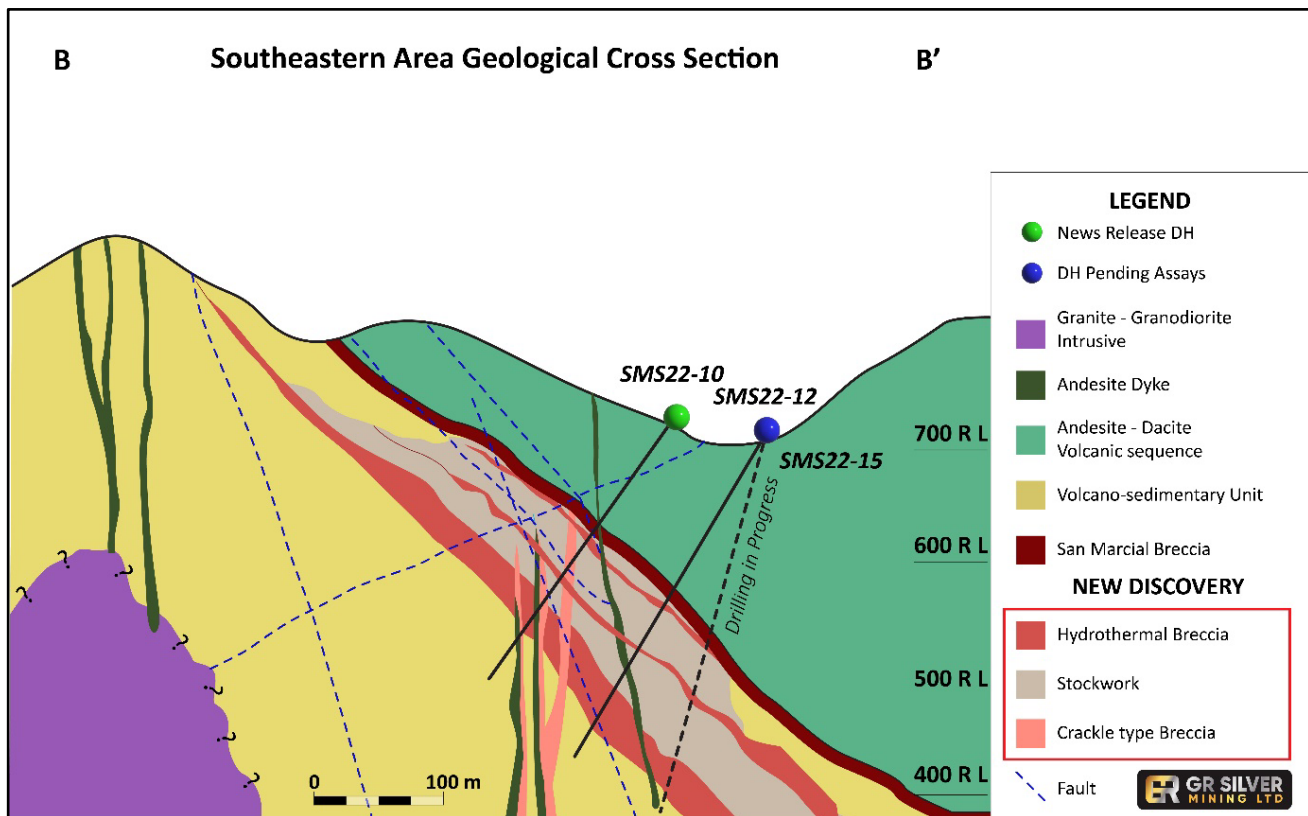 B
Southeastern Area Geological Cross Section
B'
LEGEND
News Release DH
DH Pending Assays
Granite - Granodiorite
Intrusive
Andesite Dyke
Andesite - Dacite
Volcanic sequence
Volcano-sedimentary Unit
San Marcial Breccia
NEW DISCOVERY
Hydrothermal Breccia
Stockwork
Crackle type Breccia
Fault
GR SILVER
MINING LTD
SMS22-10
SMS22-12
SMS22-15
Drilling in Progress
700 R L
600 R L
500 R L
400 R L
?
?
?
?
?
?
?
?
?
?
0
100 m